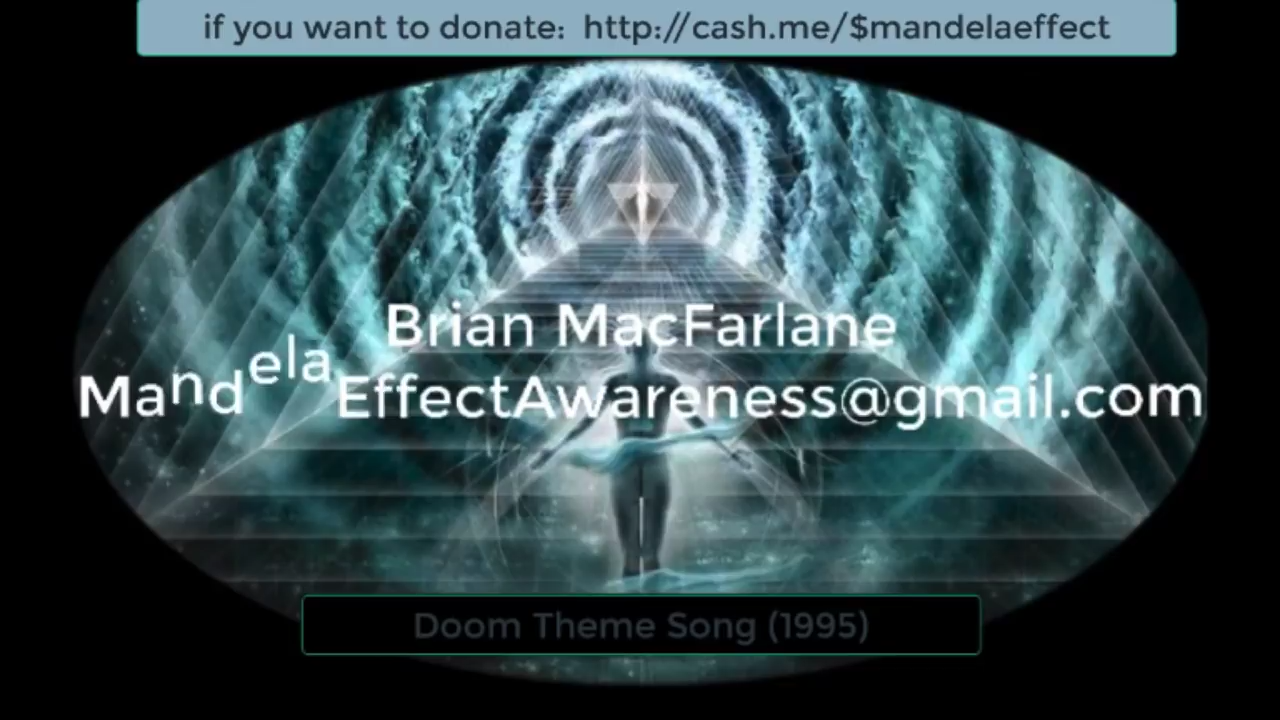 if you want to donate: http://cash.me/$mandelaeffect
Brian MacFarlane
MandelaEffectAwareness@gmail.com
Doom Theme Song (1995)